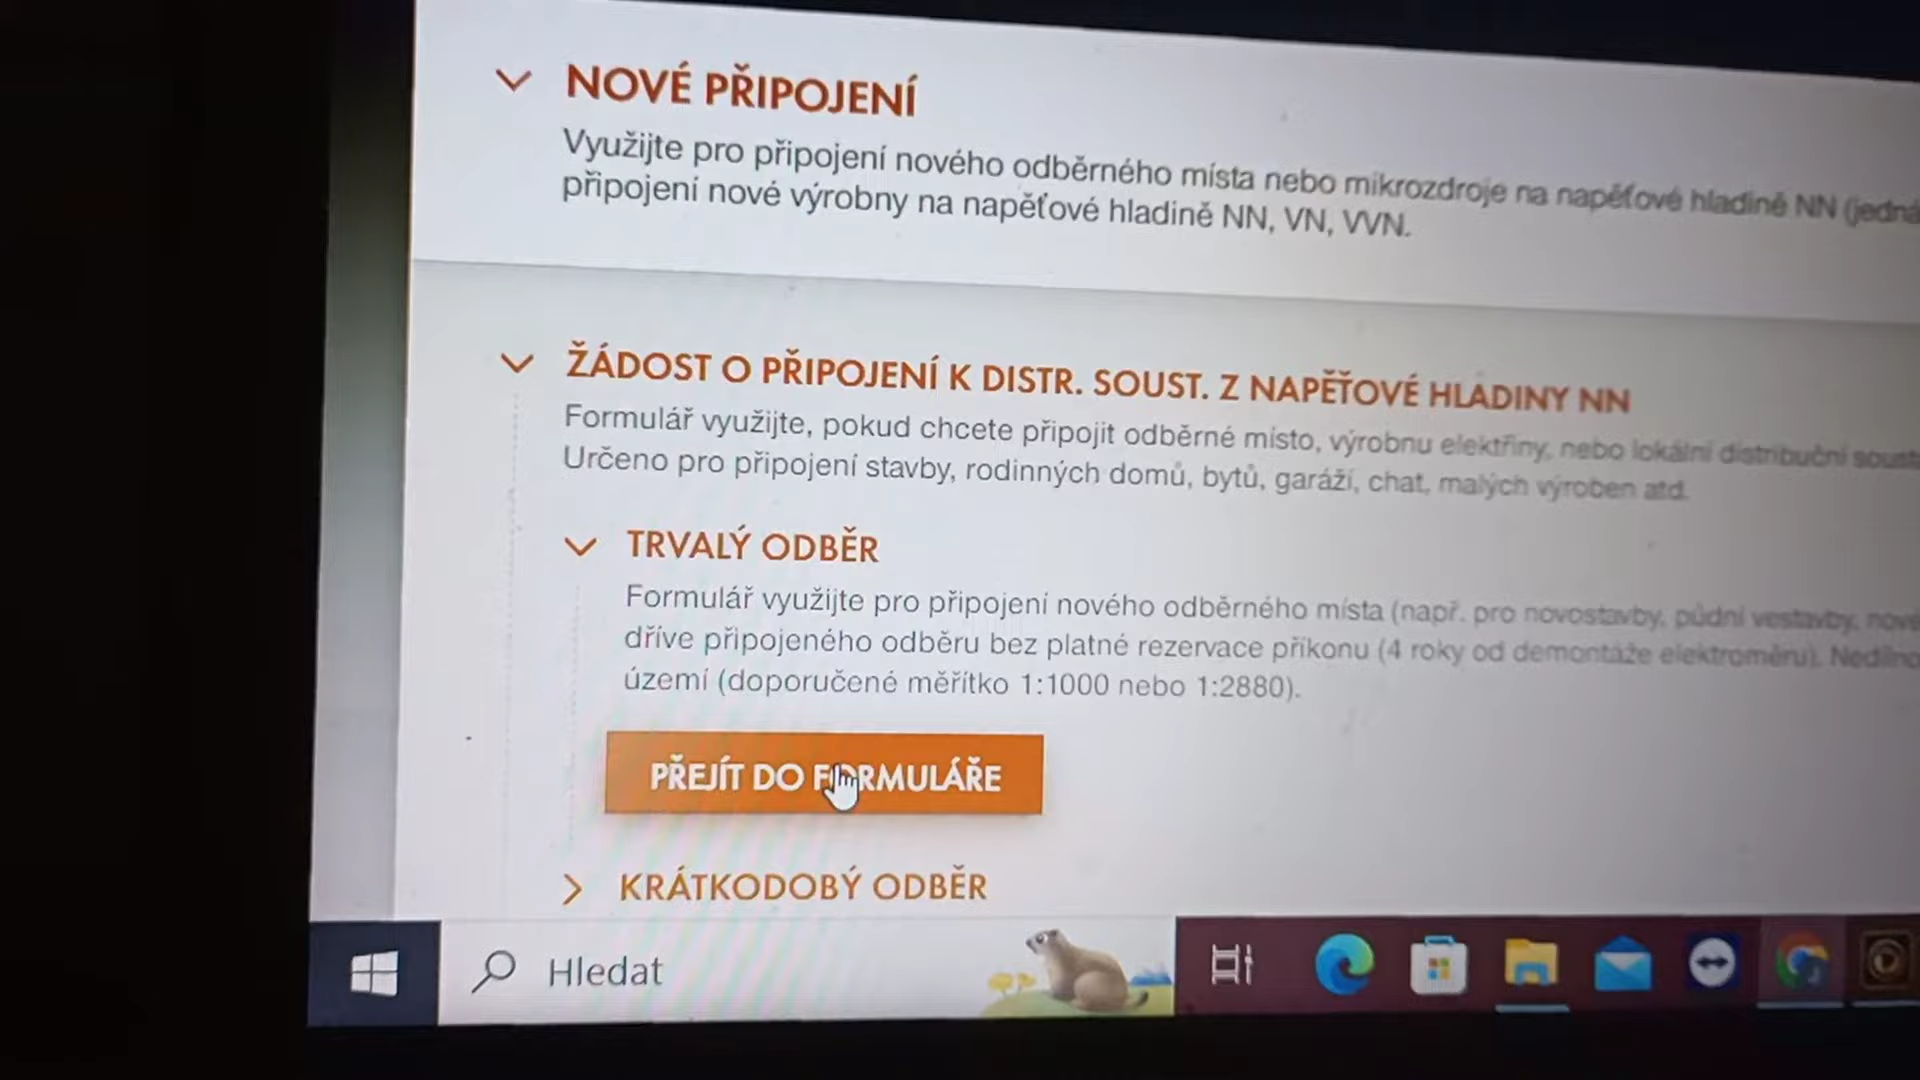 NOVÉ PŘIPOJENÍ
Využijte pro připojení nového odběrného místa nebo mikrozdroje na napěťové hladině NN (jedná
připojení nové výrobny na napěťové hladině NN, VN, VVN.
ŽÁDOST O PŘIPOJENÍ K DISTR. SOUST. Z NAPĚŤOVÉ HLADINY NN
Formulář využijte, pokud chcete připojit odběrné místo, výrobnu elektřiny, nebo lokální distribuční
Určeno pro připojení stavby, rodinných domů, bytů, garáží, chat, malých výroben atd.
TRVALÝ ODBĚR
Formulář využijte pro připojení nového odběrného místa (např. pro novostavby, půdní vestavby, nové
dříve připojeného odběru bez platné rezervace příkonu (4 roky od demontáže elektroměru).
území (doporučené měřítko 1:1000 nebo 1:2880).
PŘEJÍT DO FORMULÁŘE
KRÁTKODOBÝ ODBĚR
Hledat